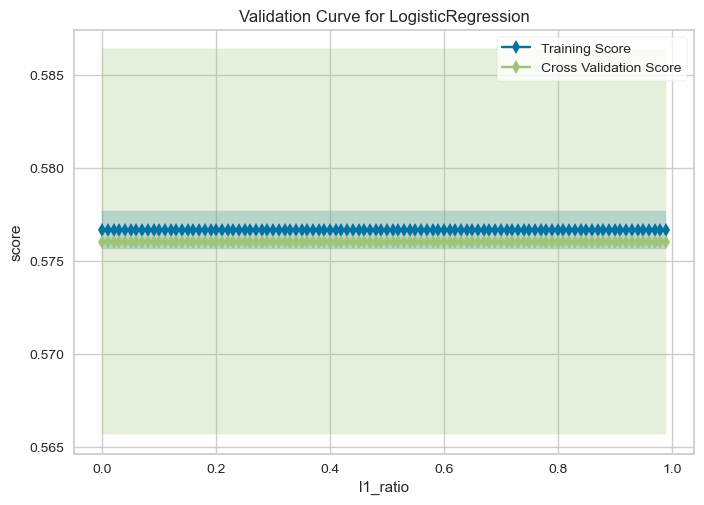 Validation Curve for LogisticRegression
Training Score
Cross Validation Score
0.585
0.580
0.575
0.570
0.565
score
0.0
0.2
0.4
0.6
0.8
1.0
l1_ratio